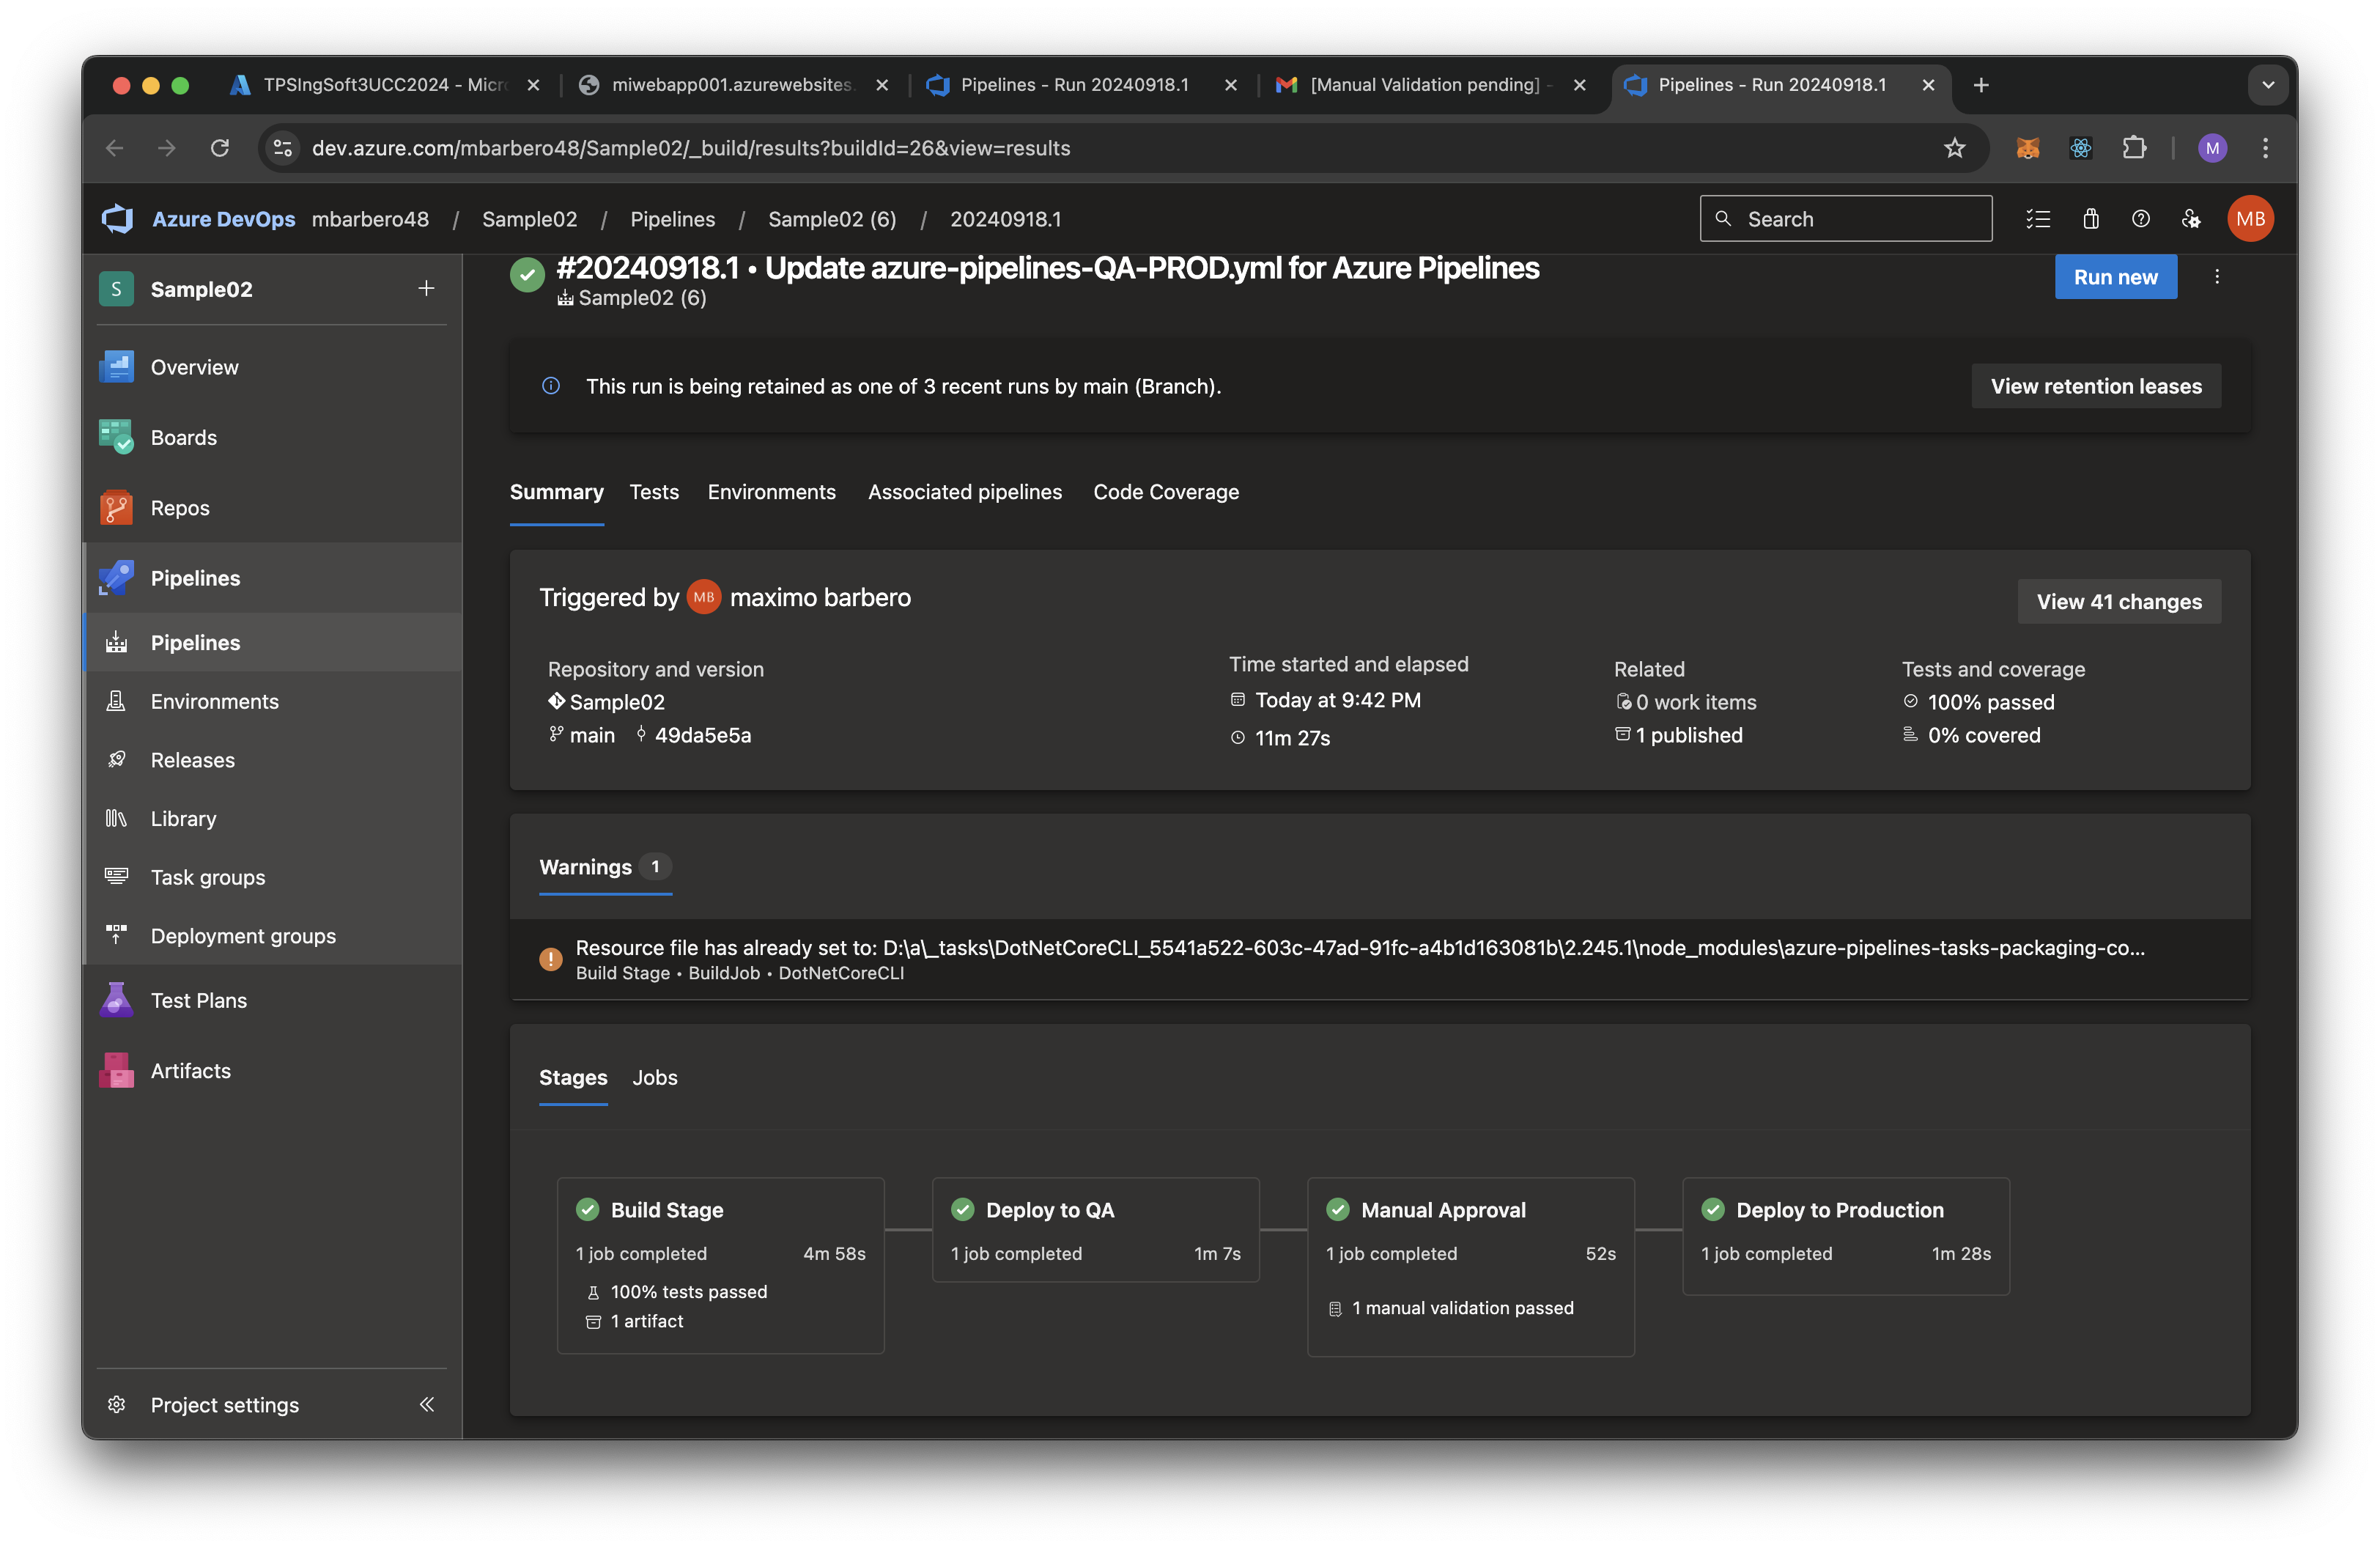 TPSIngSoft3UCC2024 - Micr
miwebapp001.azurewebsites.
Pipelines - Run 20240918.1
[Manual Validation pending] -
Pipelines - Run 20240918.1
dev.azure.com/mbarbero48/Sample02/_build/results?buildId=26&view=results
M
Azure DevOps mbarbero48 / Sample02 / Pipelines / Sample02 (6) / 20240918.1
Search
MB
S Sample02
Overview
Boards
Repos
Pipelines
Pipelines
Environments
Releases
Library
Task groups
Deployment groups
Test Plans
Artifacts
Project settings
#20240918.1 • Update azure-pipelines-QA-PROD.yml for Azure Pipelines
Sample02 (6)
Run new
This run is being retained as one of 3 recent runs by main (Branch).
View retention leases
Summary Tests Environments Associated pipelines Code Coverage
Triggered by MB maximo barbero
View 41 changes
Repository and version
Sample02
main 49da5e5a
Time started and elapsed
Today at 9:42 PM
11m 27s
Related
0 work items
1 published
Tests and coverage
100% passed
0% covered
Warnings 1
Resource file has already set to: D:\a\_tasks\DotNetCoreCLI_5541a522-603c-47ad-91fc-a4b1d163081b\2.245.1\node_modules\azure-pipelines-tasks-packaging-co...
Build Stage • BuildJob • DotNetCoreCLI
Stages Jobs
Build Stage
1 job completed 4m 58s
100% tests passed
1 artifact
Deploy to QA
1 job completed 1m 7s
Manual Approval
1 job completed 52s
1 manual validation passed
Deploy to Production
1 job completed 1m 28s